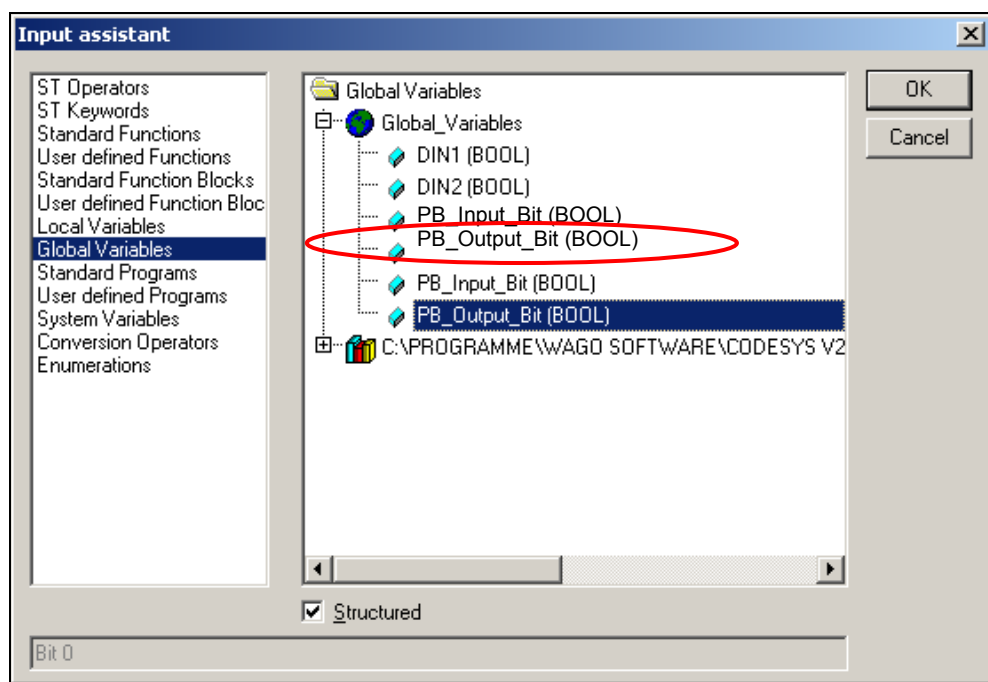 Input assistant
ST Operators
ST Keywords
Standard Functions
User defined Functions
Standard Function Blocks
User defined Function Bloc
Local Variables
Global Variables
Standard Programs
User defined Programs
System Variables
Conversion Operators
Enumerations
Global Variables
Global_Variables
DIN1 (BOOL)
DIN2 (BOOL)
PB_Input_Bit (BOOL)
PB_Output_Bit (BOOL)
PB_Input_Bit (BOOL)
PB_Output_Bit (BOOL)
C:\PROGRAMME\WAGO SOFTWARE\CODESYS V2
OK
Cancel
Structured
Bit 0